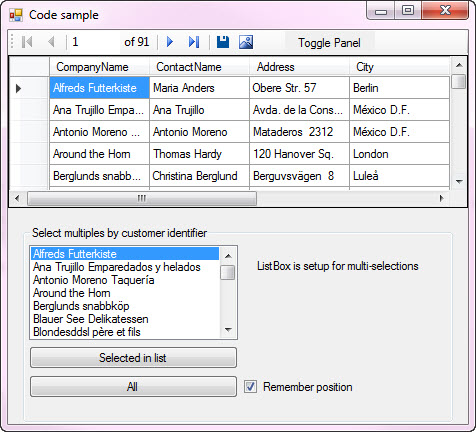 Code sample
1 of 91 Toggle Panel
CompanyName ContactName Address City
Alfreds Futterkiste Maria Anders Obere Str. 57 Berlin
Ana Trujillo Empa... Ana Trujillo Avda. de la Cons... México D.F.
Antonio Moreno ... Antonio Moreno Mataderos 2312 México D.F.
Around the Horn Thomas Hardy 120 Hanover Sq. London
Berglunds snabb... Christina Berglund Berguvsvägen 8 Luleå
Select multiples by customer identifier
Alfreds Futterkiste
Ana Trujillo Emparedados y helados
Antonio Moreno Taquería
Around the Horn
Berglunds snabbköp
Blauer See Delikatessen
Blondesddsl père et fils
ListBox is setup for multi-selections
Selected in list
All
Remember position